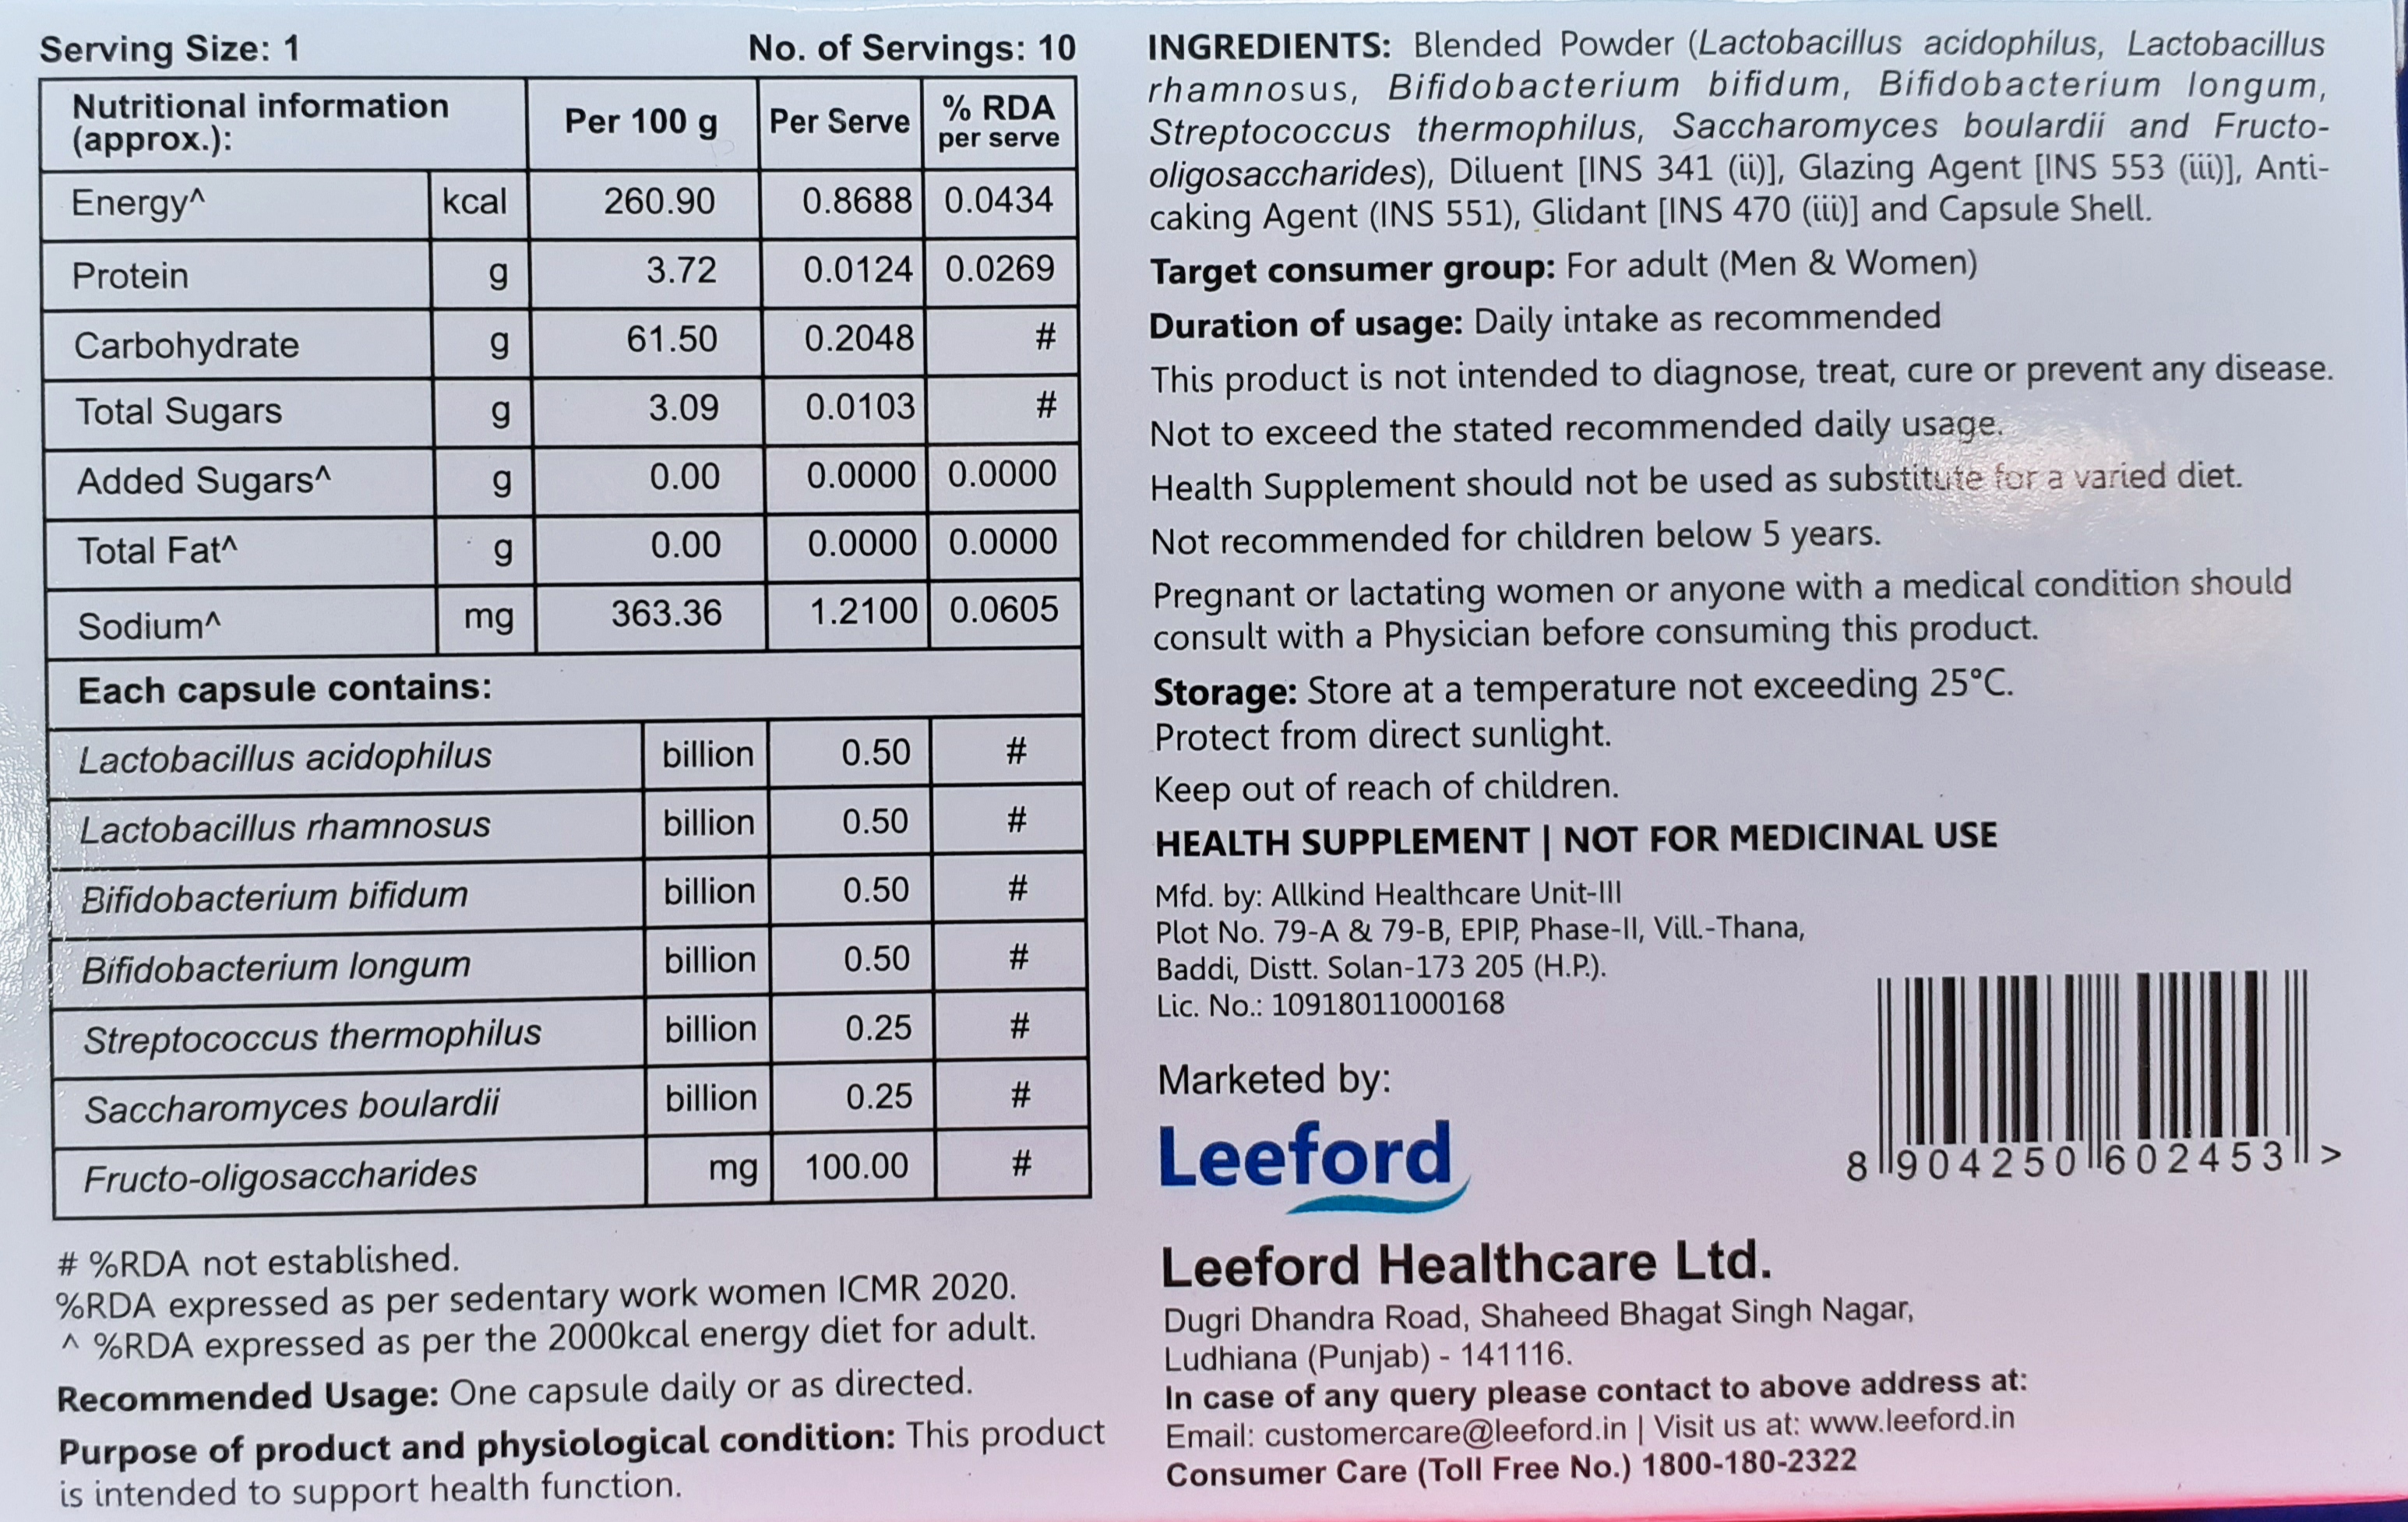 Serving Size: 1 No. of Servings: 10
Nutritional information (approx.): Per 100 g Per Serve % RDA per serve
Energy^ kcal 260.90 0.8688 0.0434
Protein g 3.72 0.0124 0.0269
Carbohydrate g 61.50 0.2048 #
Total Sugars g 3.09 0.0103 #
Added Sugars^ g 0.00 0.0000 0.0000
Total Fat^ g 0.00 0.0000 0.0000
Sodium^ mg 363.36 1.2100 0.0605
Each capsule contains:
Lactobacillus acidophilus billion 0.50 #
Lactobacillus rhamnosus billion 0.50 #
Bifidobacterium bifidum billion 0.50 #
Bifidobacterium longum billion 0.50 #
Streptococcus thermophilus billion 0.25 #
Saccharomyces boulardii billion 0.25 #
Fructo-oligosaccharides mg 100.00 #
# %RDA not established.
%RDA expressed as per sedentary work women ICMR 2020.
^ %RDA expressed as per the 2000kcal energy diet for adult.
Recommended Usage: One capsule daily or as directed.
Purpose of product and physiological condition: This product
is intended to support health function.
INGREDIENTS: Blended Powder (Lactobacillus acidophilus, Lactobacillus
rhamnosus, Bifidobacterium bifidum, Bifidobacterium longum,
Streptococcus thermophilus, Saccharomyces boulardii and Fructo-
oligosaccharides), Diluent [INS 341 (ii)], Glazing Agent [INS 553 (iii)], Anti-
caking Agent (INS 551), Glidant [INS 470 (iii)] and Capsule Shell.
Target consumer group: For adult (Men & Women)
Duration of usage: Daily intake as recommended
This product is not intended to diagnose, treat, cure or prevent any disease.
Not to exceed the stated recommended daily usage.
Health Supplement should not be used as substitute for a varied diet.
Not recommended for children below 5 years.
Pregnant or lactating women or anyone with a medical condition should
consult with a Physician before consuming this product.
Storage: Store at a temperature not exceeding 25°C.
Protect from direct sunlight.
Keep out of reach of children.
HEALTH SUPPLEMENT | NOT FOR MEDICINAL USE
Mfd. by: Allkind Healthcare Unit-III
Plot No. 79-A & 79-B, EPIP, Phase-II, Vill.-Thana,
Baddi, Distt. Solan-173 205 (H.P.).
Lic. No.: 10918011000168
Marketed by:
Leeford
8 904250 602453 >
Leeford Healthcare Ltd.
Dugri Dhandra Road, Shaheed Bhagat Singh Nagar,
Ludhiana (Punjab) - 141116.
In case of any query please contact to above address at:
Email: customercare@leeford.in | Visit us at: www.leeford.in
Consumer Care (Toll Free No.) 1800-180-2322